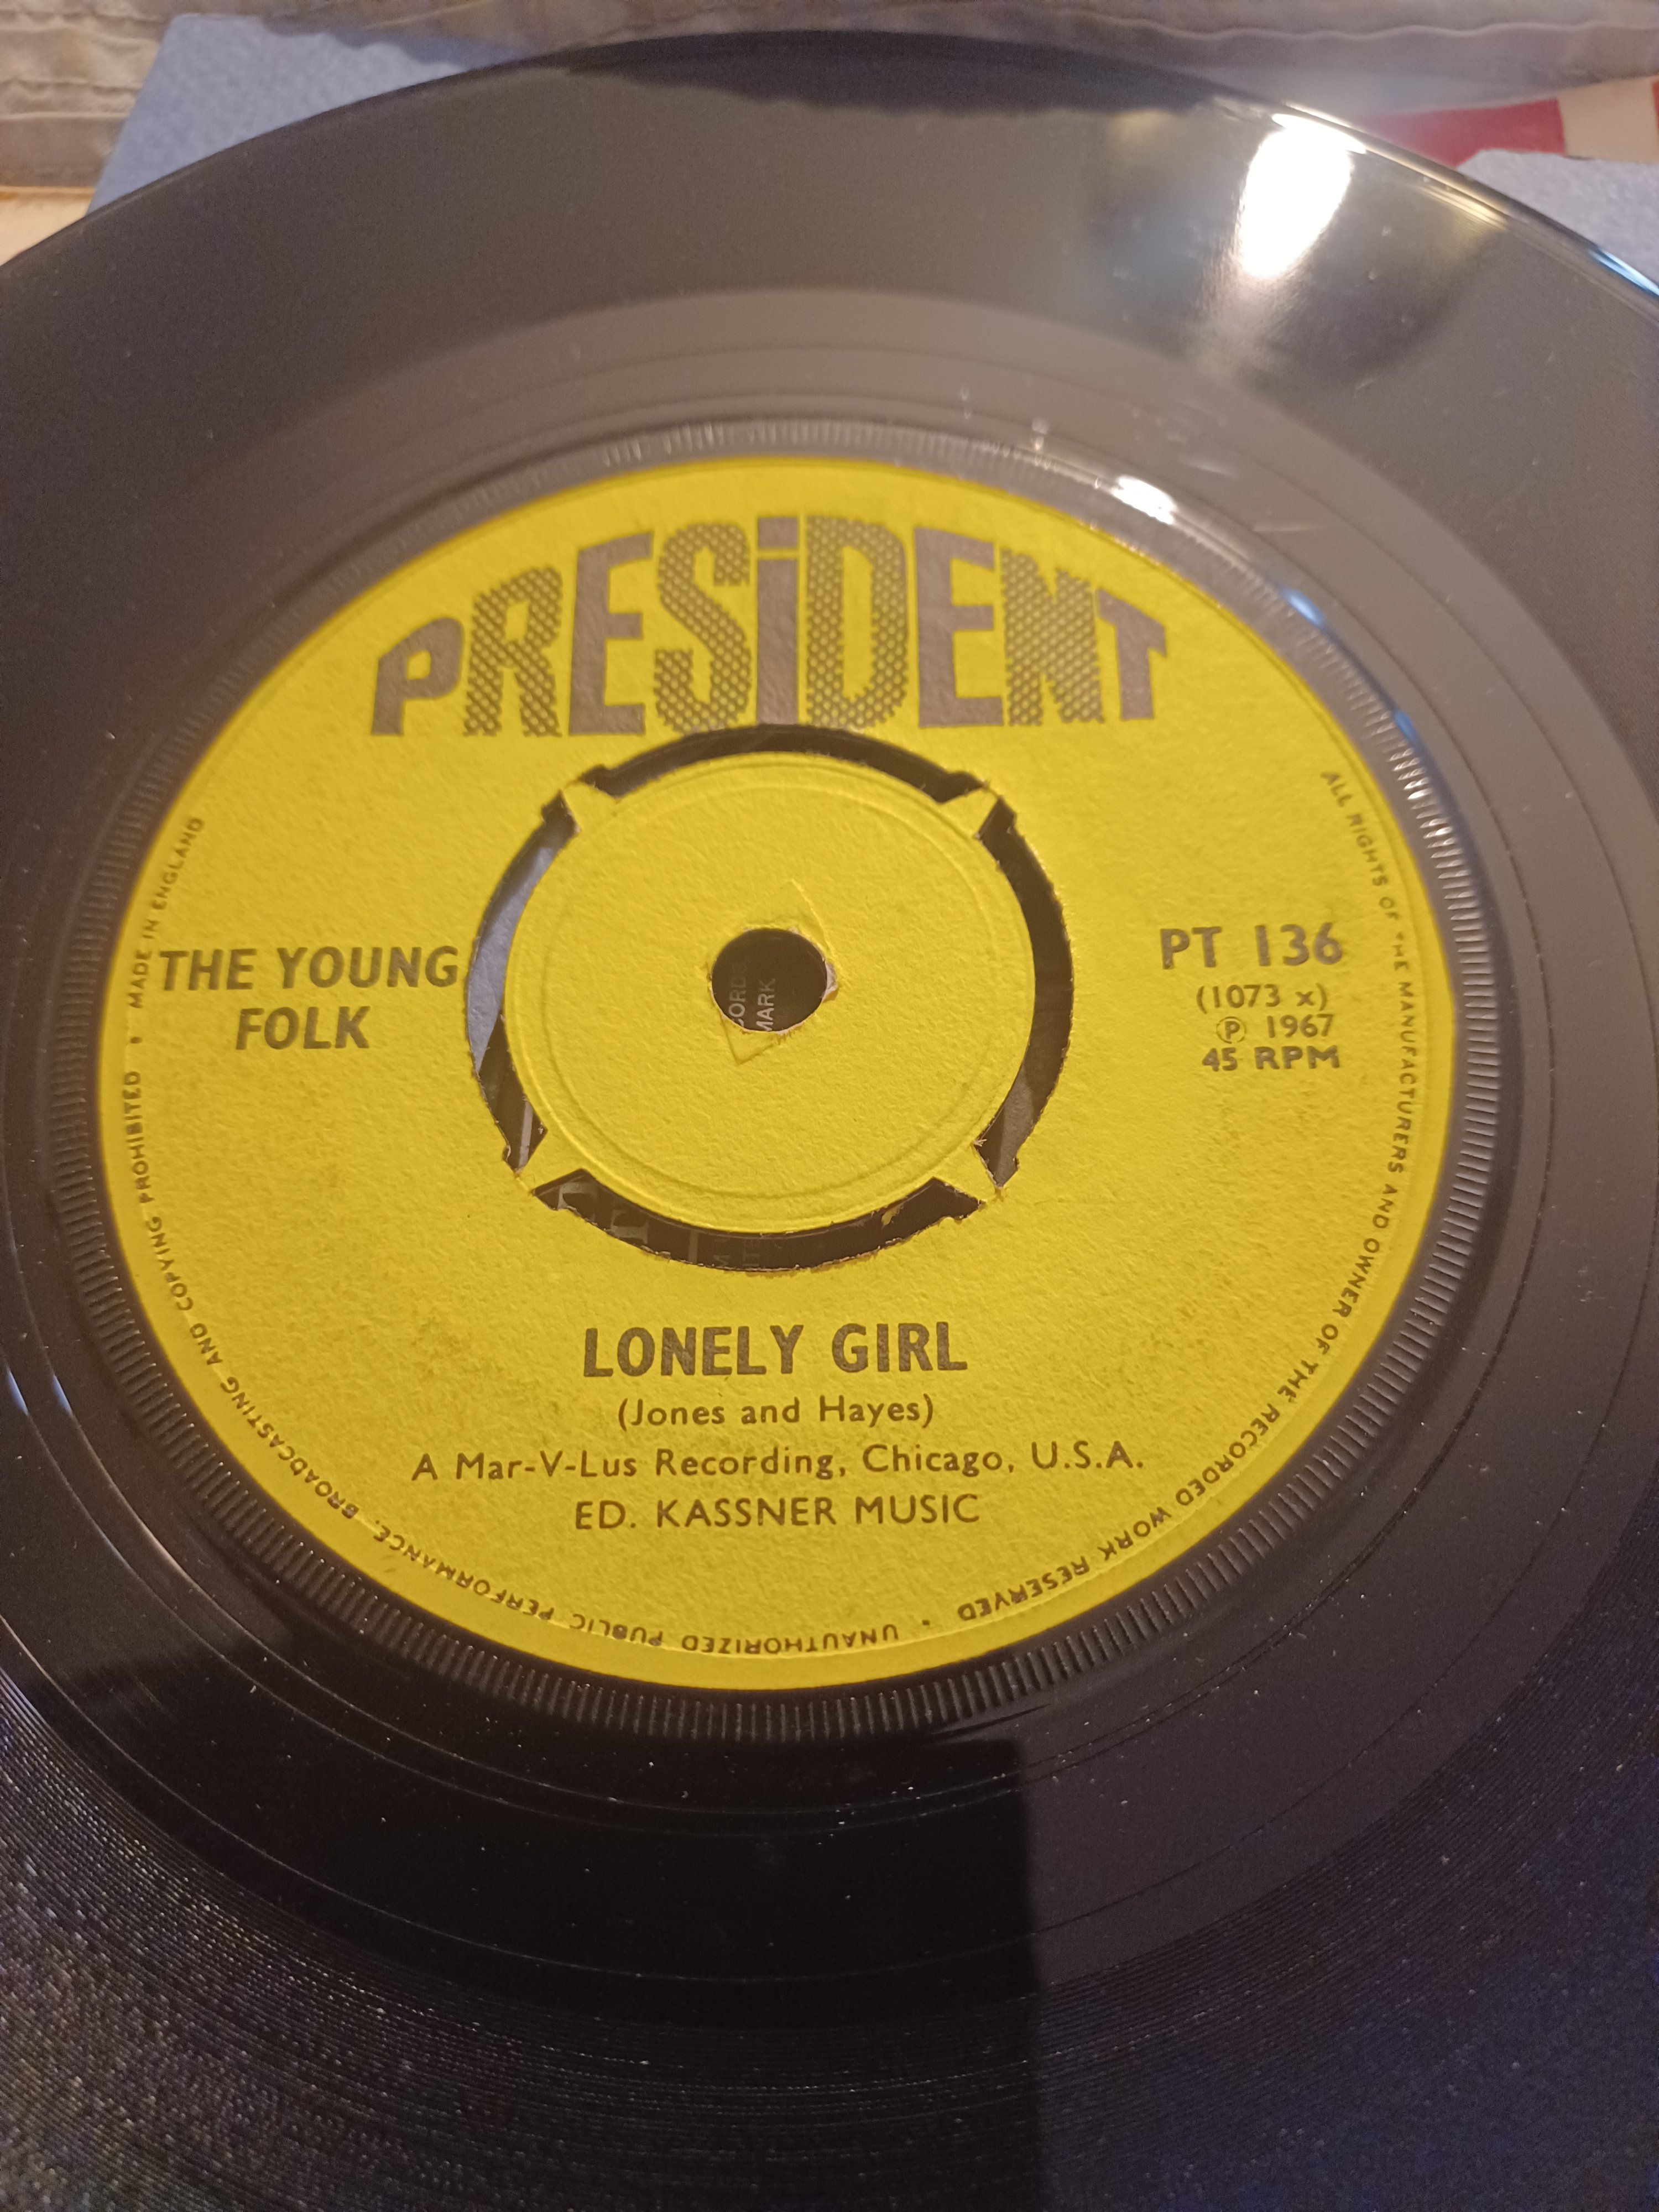 PRESiDENT
THE YOUNG
FOLK
PT 136
(1073 x)
Ⓟ 1967
45 RPM
LONELY GIRL
(Jones and Hayes)
A Mar-V-Lus Recording, Chicago, U.S.A.
ED. KASSNER MUSIC
ALL RIGHTS OF THE MANUFACTURERS AND OWNER OF THE RECORDED WORK RESERVED • UNAUTHORIZED PUBLIC PERFORMANCE, BROADCASTING AND COPYING PROHIBITED • MADE IN ENGLAND